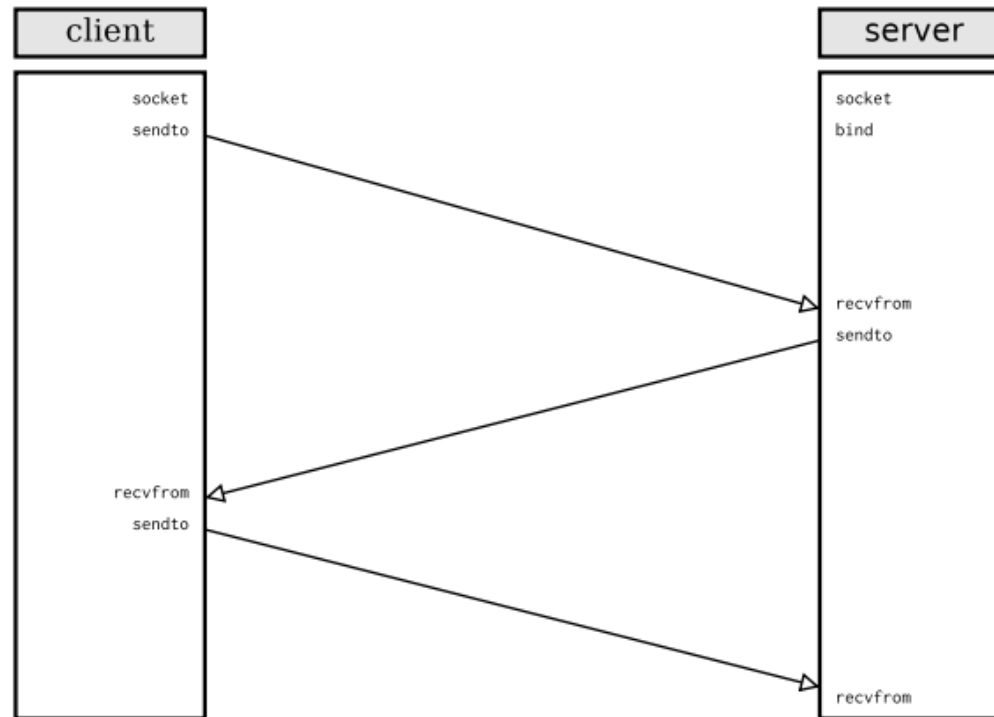 client
socket
sendto
recvfrom
sendto
server
socket
bind
recvfrom
sendto
recvfrom